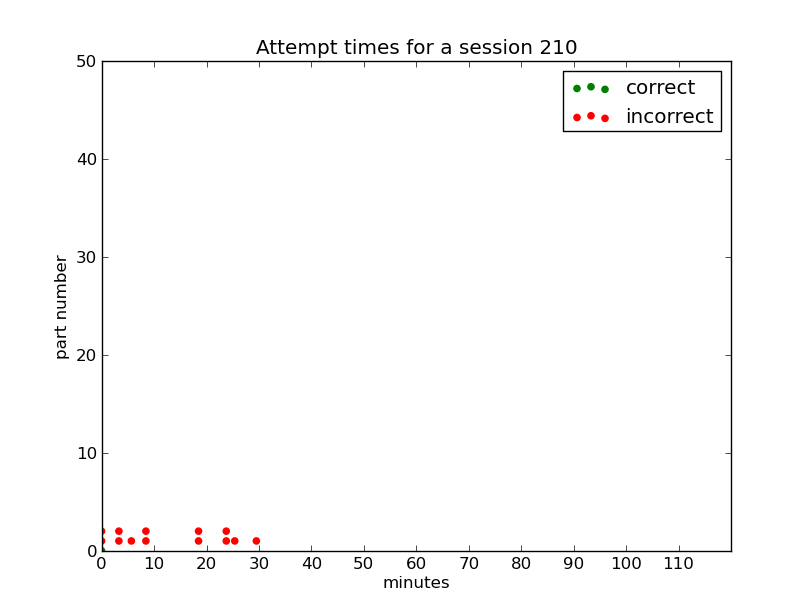 Attempt times for a session 210
correct
incorrect
50
40
30
20
10
0
part number
0 10 20 30 40 50 60 70 80 90 100 110
minutes